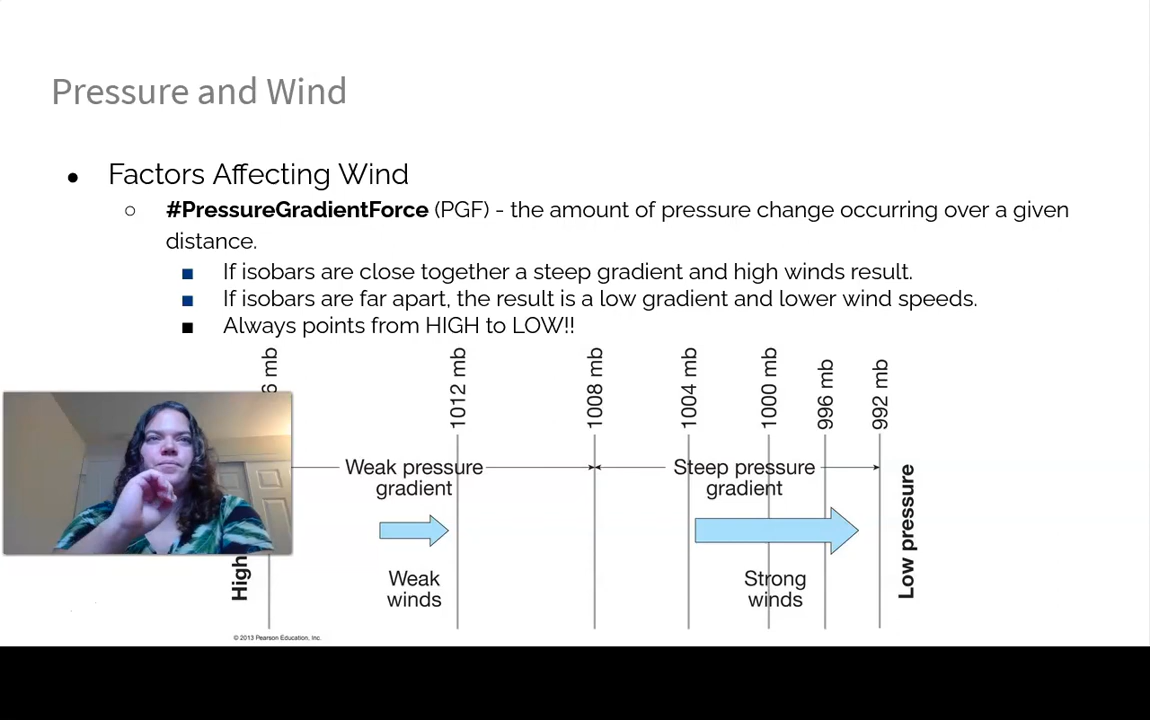 Pressure and Wind
● Factors Affecting Wind
○ #PressureGradientForce (PGF) - the amount of pressure change occurring over a given
distance.
■ If isobars are close together a steep gradient and high winds result.
■ If isobars are far apart, the result is a low gradient and lower wind speeds.
■ Always points from HIGH to LOW!!
6 mb
1012 mb
1008 mb
1004 mb
1000 mb
996 mb
992 mb
Weak pressure
gradient
Steep pressure
gradient
High
Weak
winds
Strong
winds
Low pressure
© 2013 Pearson Education, Inc.